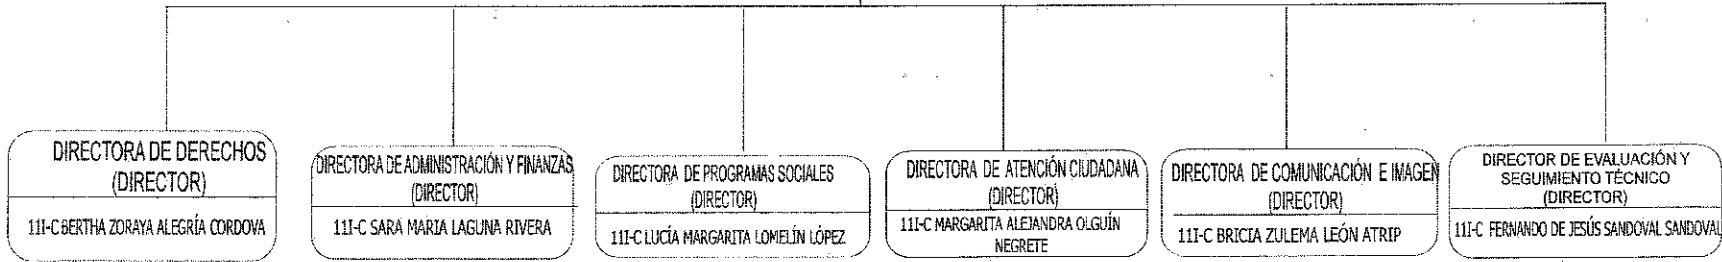 DIRECTORA DE DERECHOS
(DIRECTOR)
11I-C BERTHA ZORAYA ALEGRÍA CORDOVA
DIRECTORA DE ADMINISTRACIÓN Y FINANZAS
(DIRECTOR)
11I-C SARA MARIA LAGUNA RIVERA
DIRECTORA DE PROGRAMAS SOCIALES
(DIRECTOR)
11I-C LUCÍA MARGARITA LOMELÍN LÓPEZ
DIRECTORA DE ATENCIÓN CIUDADANA
(DIRECTOR)
11I-C MARGARITA ALEJANDRA OLGUÍN
NEGRETE
DIRECTORA DE COMUNICACIÓN E IMAGEN
(DIRECTOR)
11I-C BRICIA ZULEMA LEÓN ATRIP
DIRECTOR DE EVALUACIÓN Y
SEGUIMIENTO TÉCNICO
(DIRECTOR)
11I-C FERNANDO DE JESÚS SANDOVAL SANDOVAL